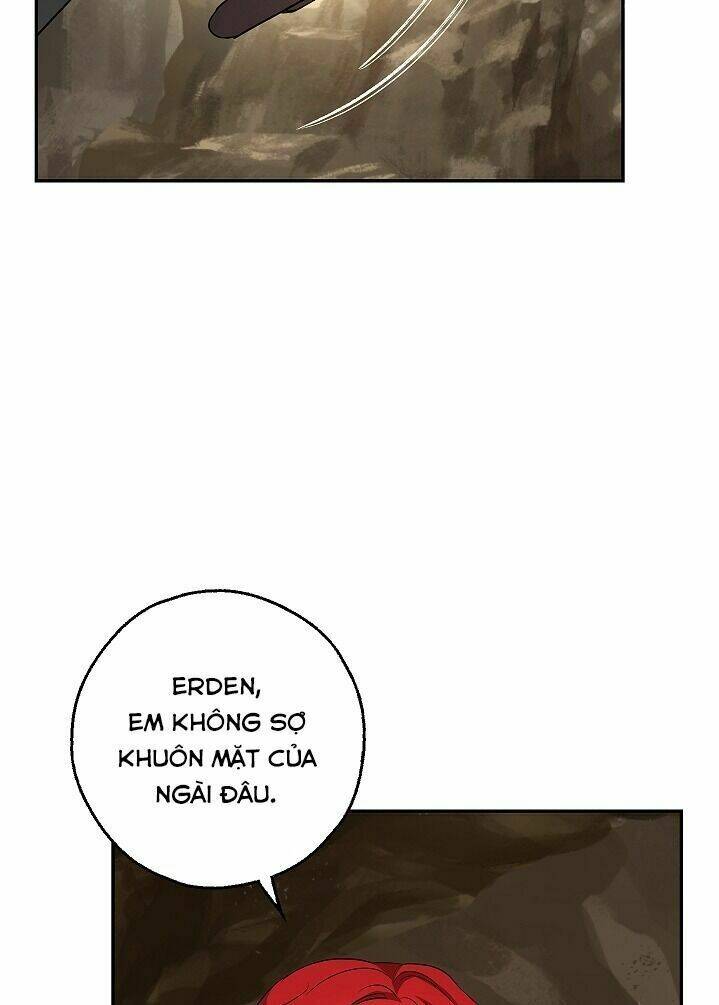 ERDEN,
EM KHÔNG SỢ
KHUÔN MẶT CỦA
NGÀI ĐÂU.